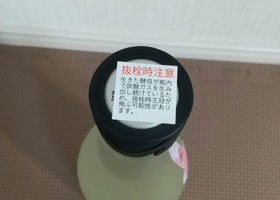 抜栓時注意
生きた酵母が瓶内
で炭酸ガスを生み
出し続けているた
め、抜栓時王冠が
飛ぶ可能性があり
ます。